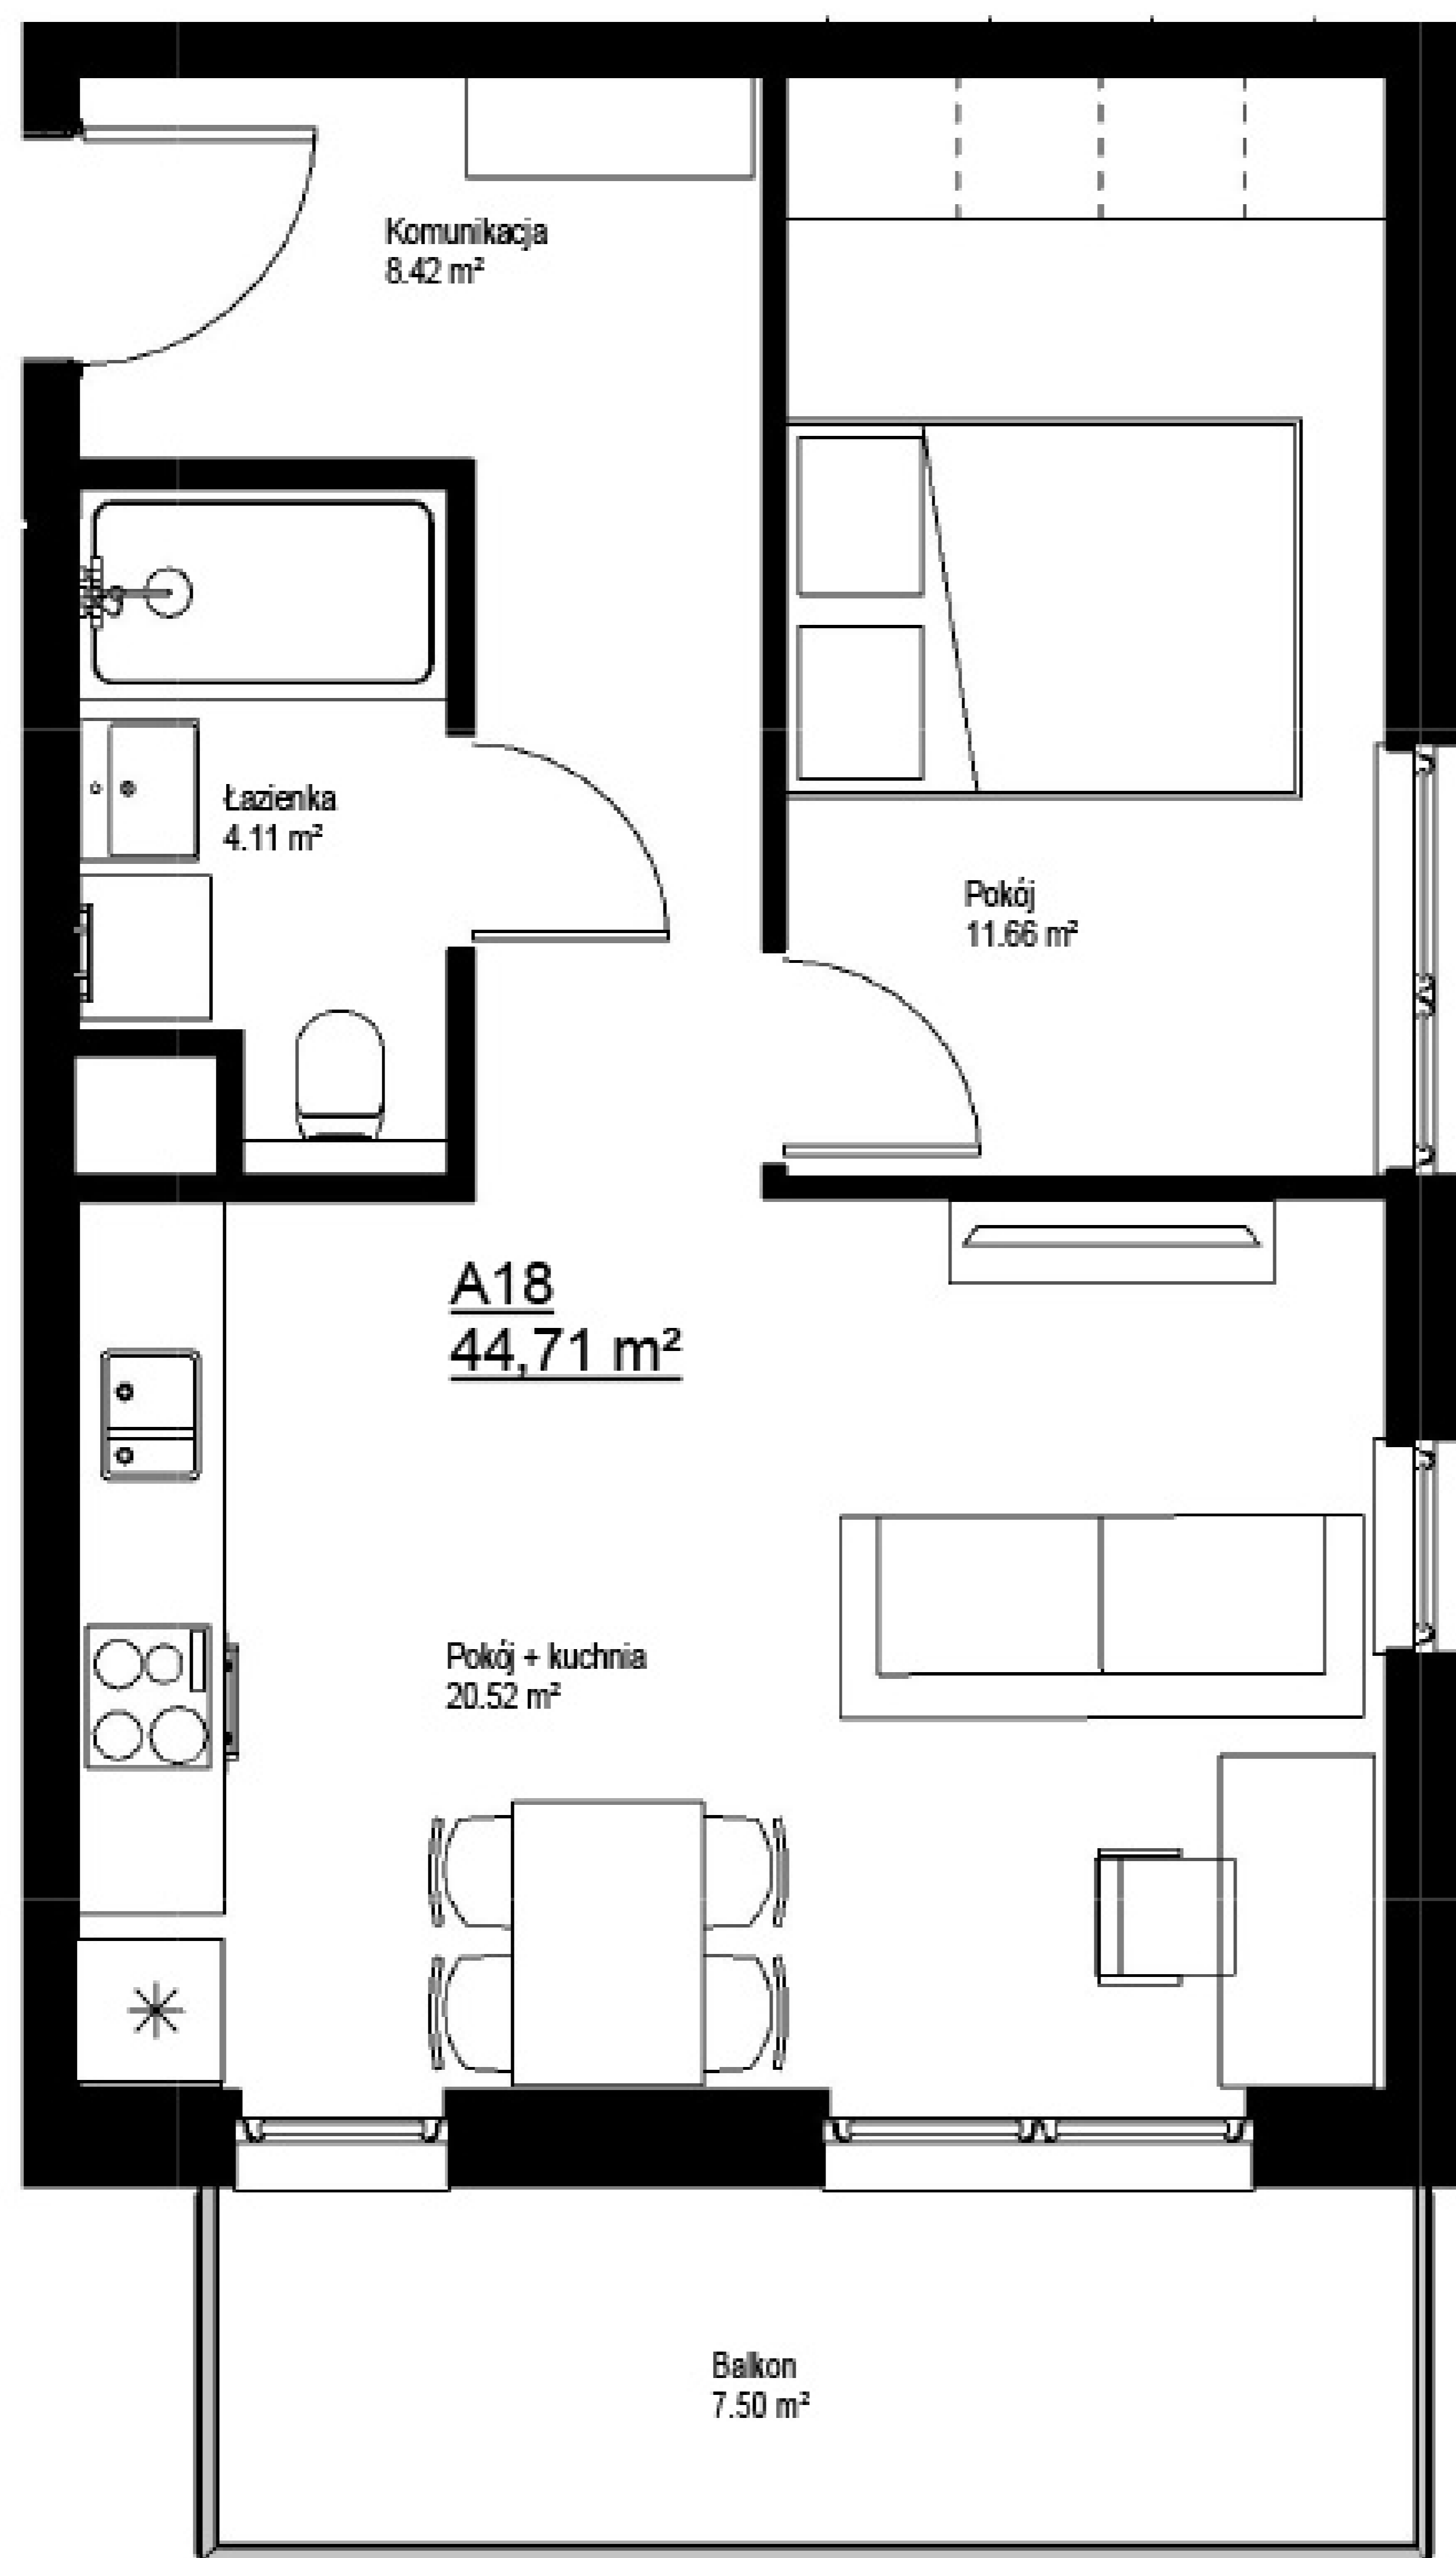 Komunikacja
8.42 m²
Łazienka
4.11 m²
Pokój
11.66 m²
A18
44,71 m²
Pokój + kuchnia
20.52 m²
Balkon
7.50 m²